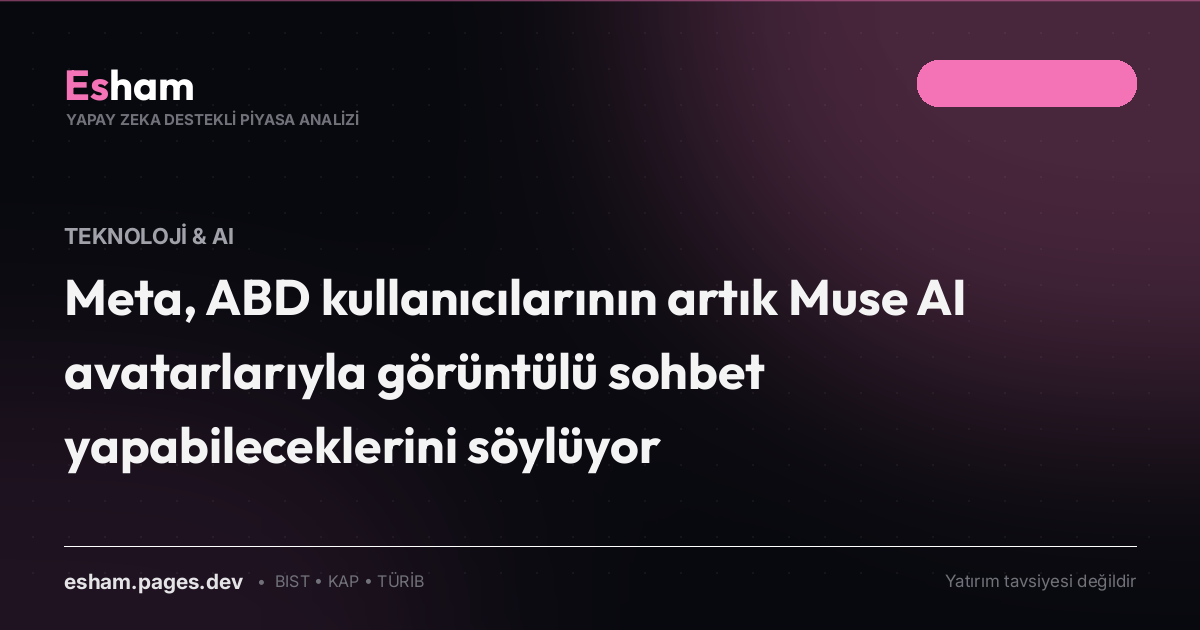 Esham
YAPAY ZEKA DESTEKLİ PİYASA ANALİZİ
TEKNOLOJİ & AI
Meta, ABD kullanıcılarının artık Muse AI
avatarlarıyla görüntülü sohbet
yapabileceklerini söylüyor
esham.pages.dev • BIST • KAP • TÜRİB
Yatırım tavsiyesi değildir